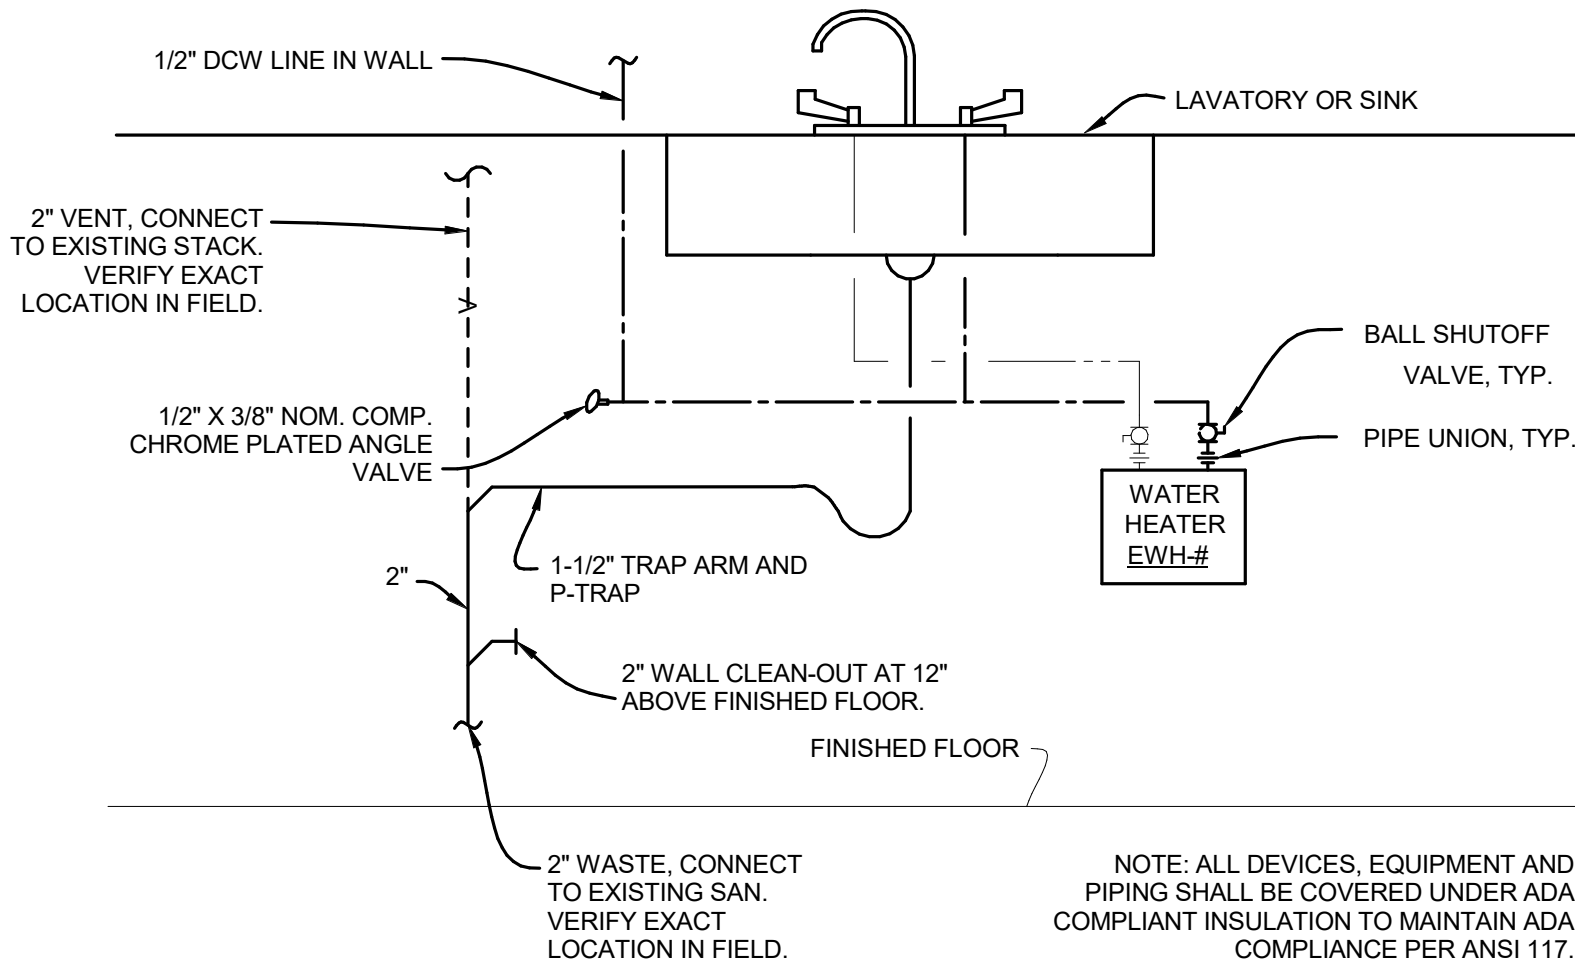 1/2" DCW LINE IN WALL
LAVATORY OR SINK
2" VENT, CONNECT
TO EXISTING STACK.
VERIFY EXACT
LOCATION IN FIELD.
V
BALL SHUTOFF
VALVE, TYP.
1/2" X 3/8" NOM. COMP.
CHROME PLATED ANGLE
VALVE
PIPE UNION, TYP.
WATER
HEATER
EWH-#
1-1/2" TRAP ARM AND
P-TRAP
2"
2" WALL CLEAN-OUT AT 12"
ABOVE FINISHED FLOOR.
FINISHED FLOOR
2" WASTE, CONNECT
TO EXISTING SAN.
VERIFY EXACT
LOCATION IN FIELD.
NOTE: ALL DEVICES, EQUIPMENT AND
PIPING SHALL BE COVERED UNDER ADA
COMPLIANT INSULATION TO MAINTAIN ADA
COMPLIANCE PER ANSI 117.